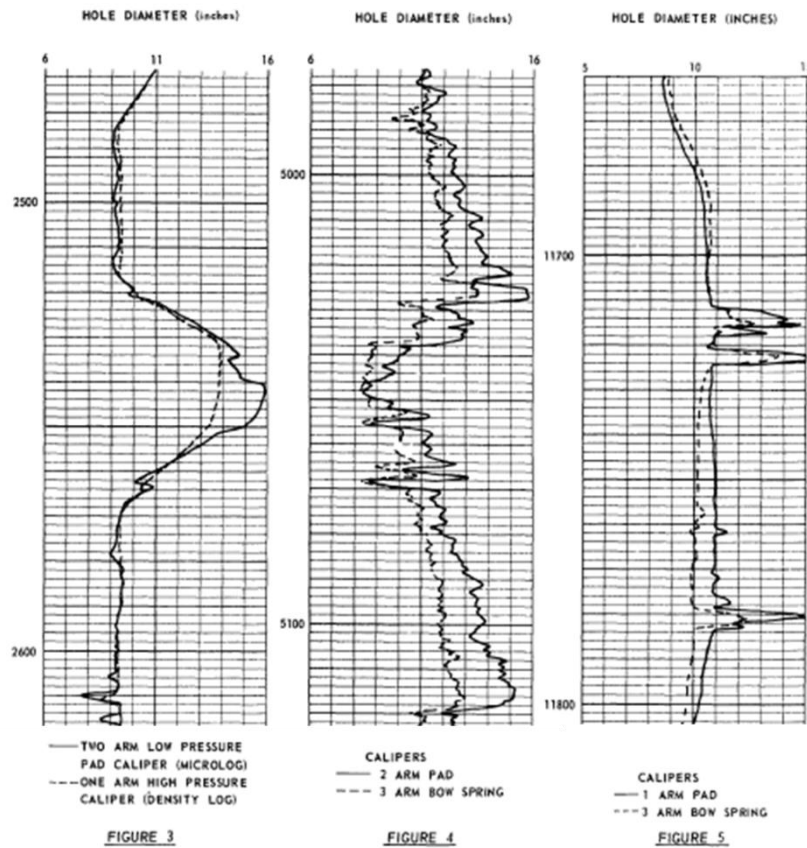 HOLE DIAMETER (inches)
6 11 16
2500
2600
TWO ARM LOW PRESSURE
PAD CALIPER (MICROLOG)
ONE ARM HIGH PRESSURE
CALIPER (DENSITY LOG)
FIGURE 3
HOLE DIAMETER (inches)
6 16
5000
5100
CALIPERS
2 ARM PAD
3 ARM BOW SPRING
FIGURE 4
HOLE DIAMETER (INCHES)
5 10
11700
11800
CALIPERS
1 ARM PAD
3 ARM BOW SPRING
FIGURE 5